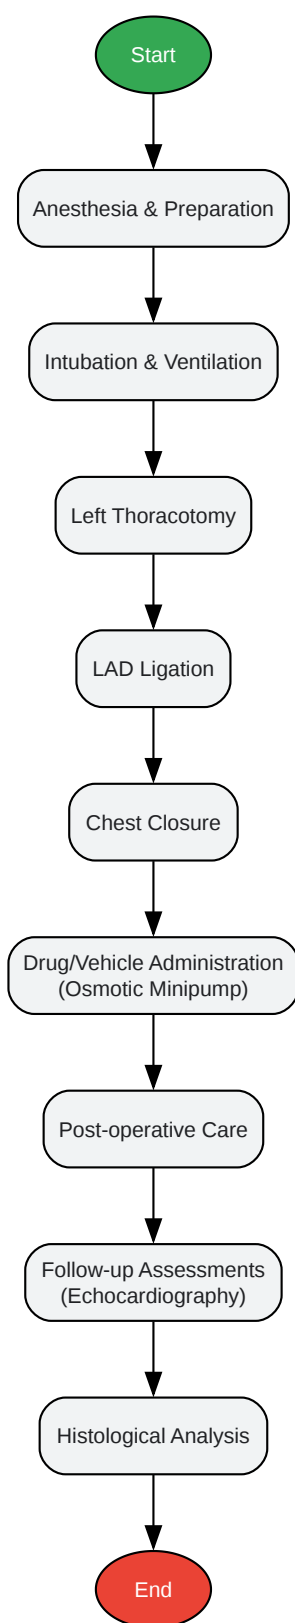 Start
Anesthesia & Preparation
Intubation & Ventilation
Left Thoracotomy
LAD Ligation
Chest Closure
Drug/Vehicle Administration
(Osmotic Minipump)
Post-operative Care
Follow-up Assessments
(Echocardiography)
Histological Analysis
End